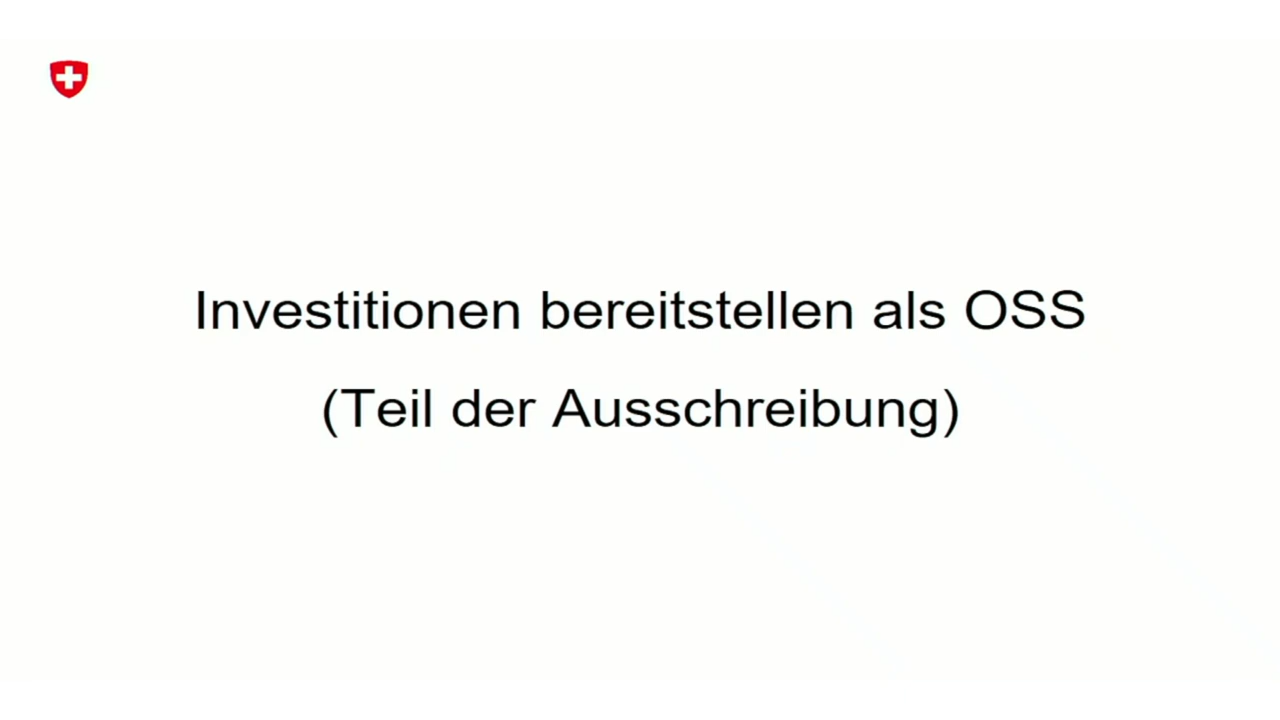 Investitionen bereitstellen als OSS
(Teil der Ausschreibung)